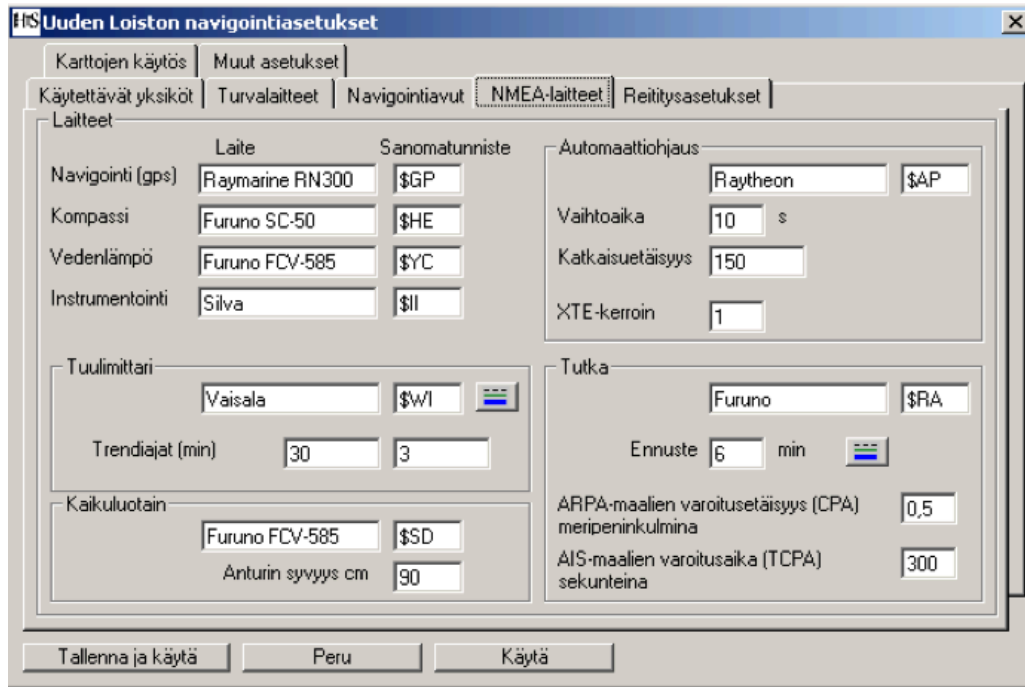 HtS Uuden Loiston navigointiasetukset
Karttojen käytös Muut asetukset
Käytettävät yksiköt Turvalaitteet Navigointiavut NMEA-laitteet Reititysasetukset
Laitteet
Laite Sanomatunniste
Navigointi (gps) Raymarine RN300 $GP
Kompassi Furuno SC-50 $HE
Vedenlämpö Furuno FCV-585 $YC
Instrumentointi Silva $II
Automaattiohjaus
Raytheon $AP
Vaihtoaika 10 s
Katkaisuetäisyys 150
XTE-kerroin 1
Tuulimittari
Vaisala $WI
Trendiajat (min) 30 3
Kaikuluotain
Furuno FCV-585 $SD
Anturin syvyys cm 90
Tutka
Furuno $RA
Ennuste 6 min
ARPA-maalien varoitusetäisyys (CPA)
meripeninkulmina 0,5
AIS-maalien varoitusaika (TCPA)
sekunteina 300
Tallenna ja käytä Peru Käytä